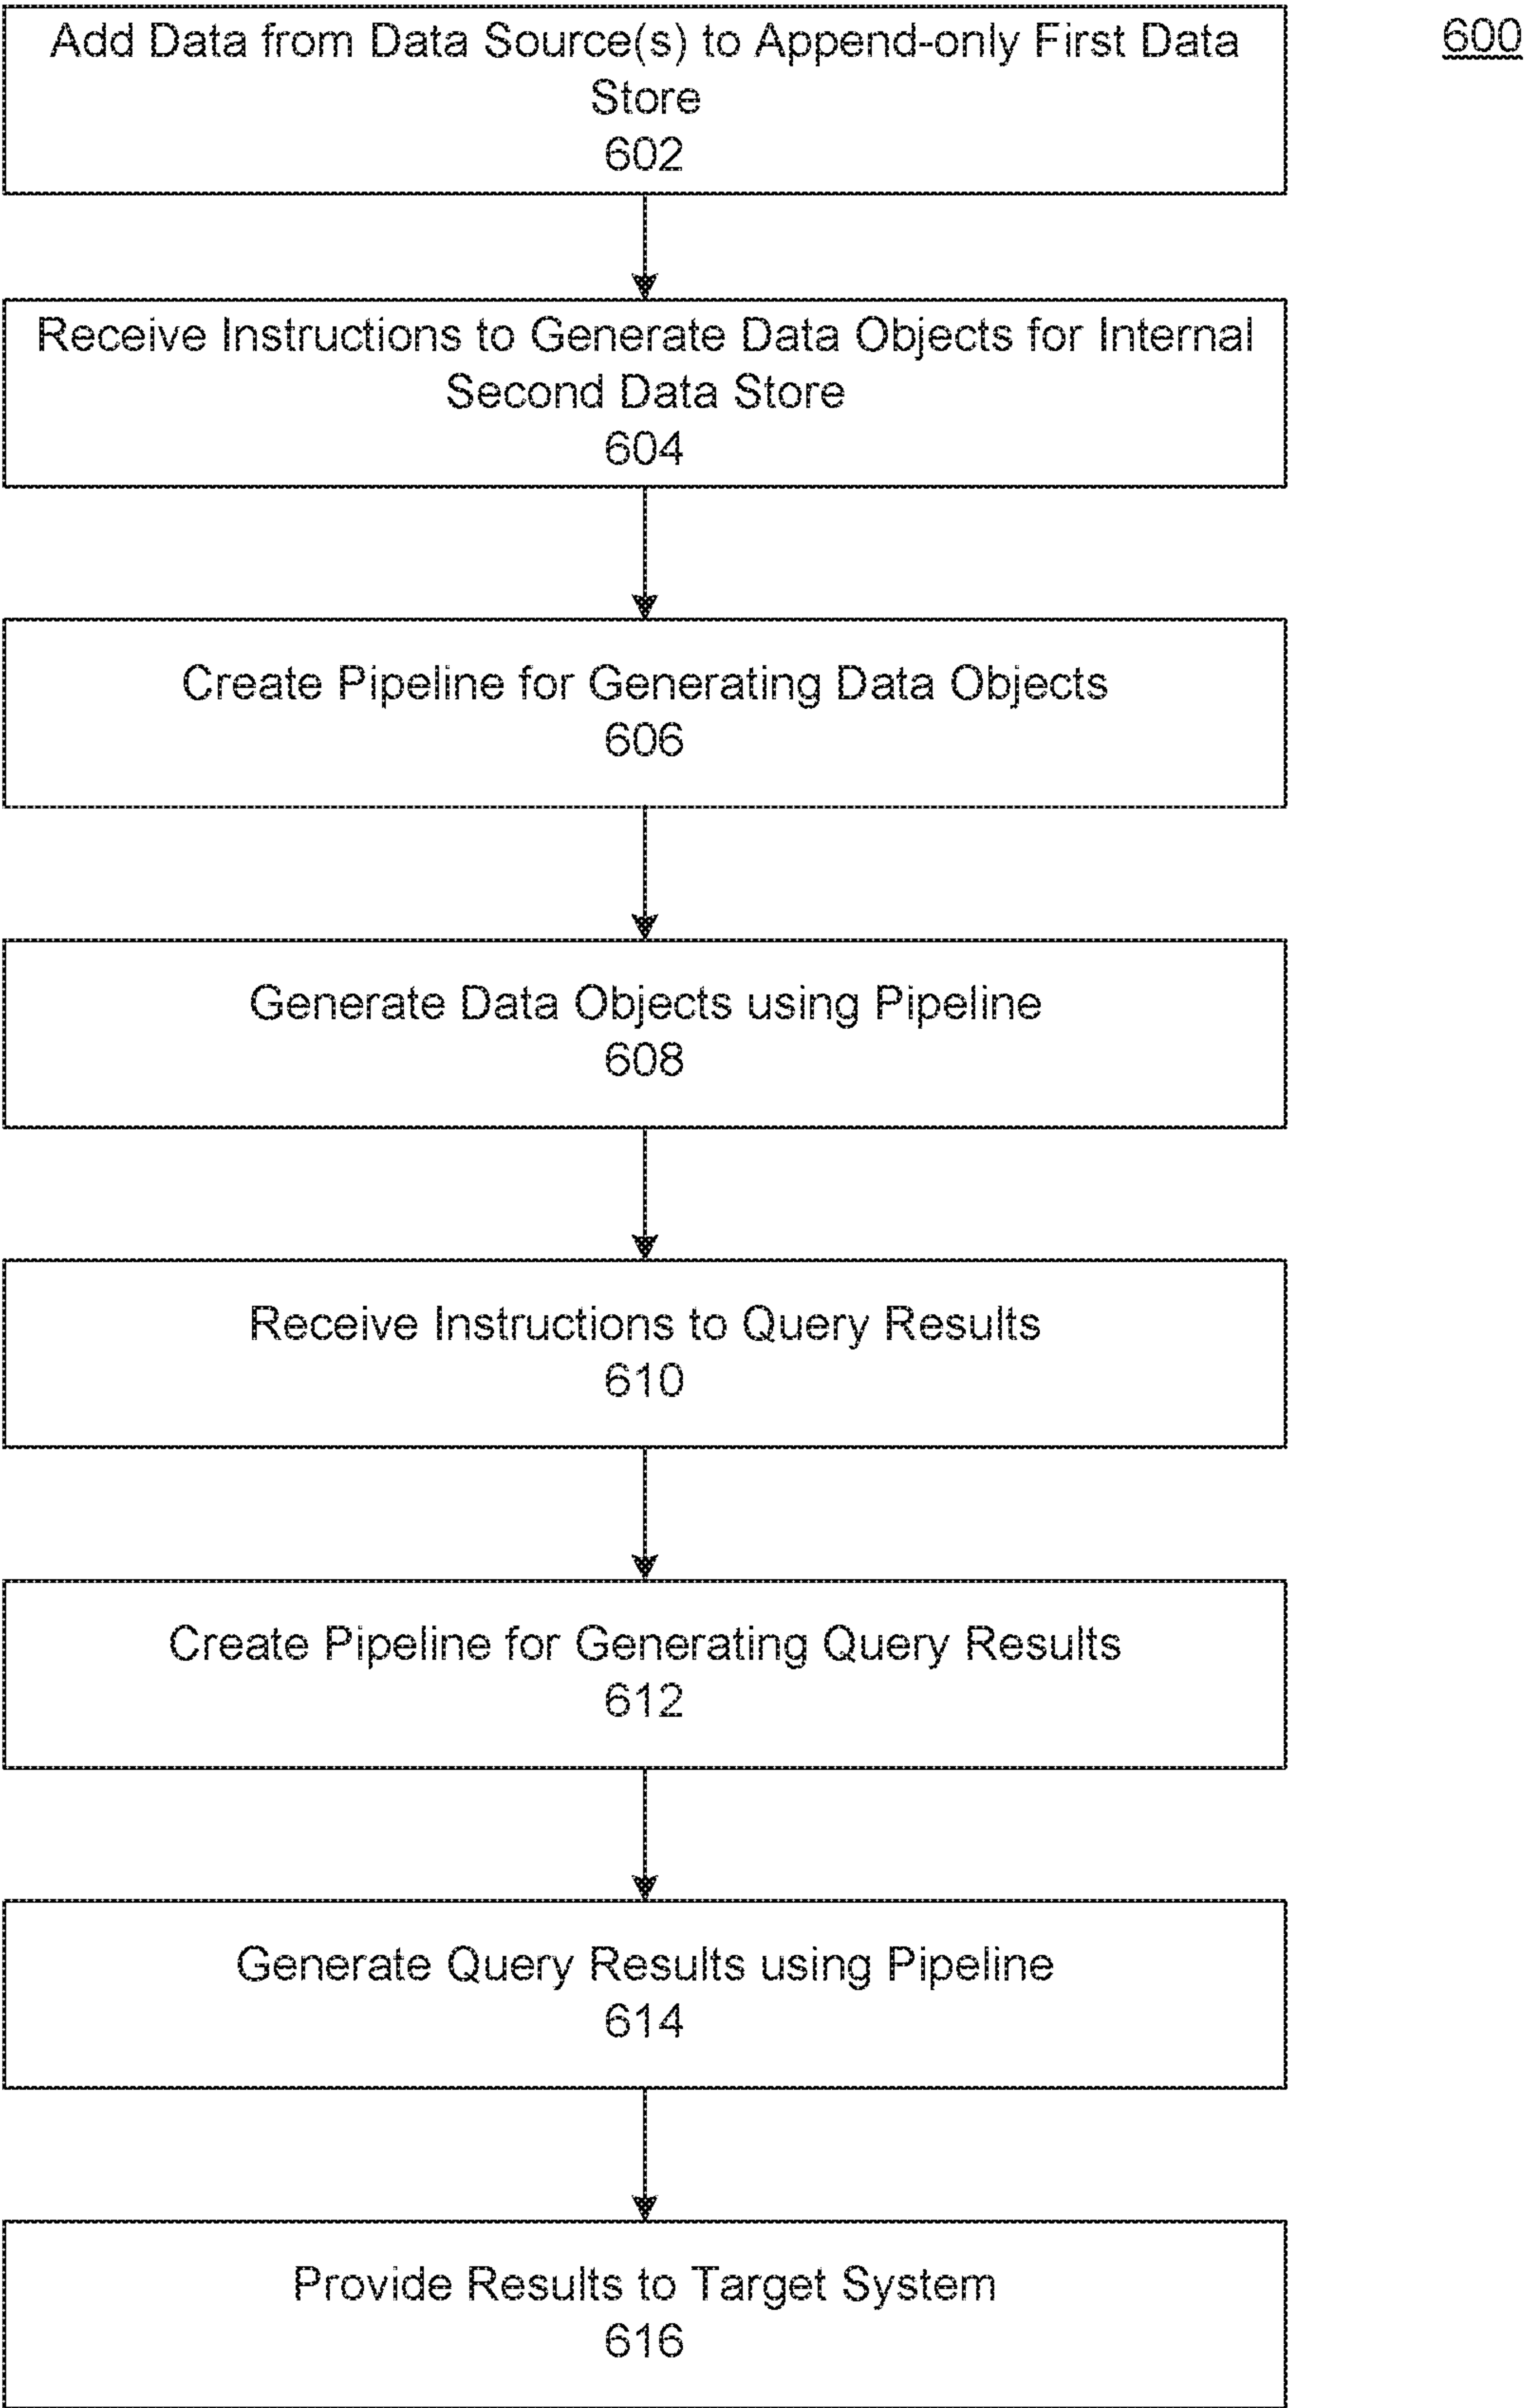 Add Data from Data Source(s) to Append-only First Data
Store
602
600
Receive Instructions to Generate Data Objects for Internal
Second Data Store
604
Create Pipeline for Generating Data Objects
606
Generate Data Objects using Pipeline
608
Receive Instructions to Query Results
610
Create Pipeline for Generating Query Results
612
Generate Query Results using Pipeline
614
Provide Results to Target System
616